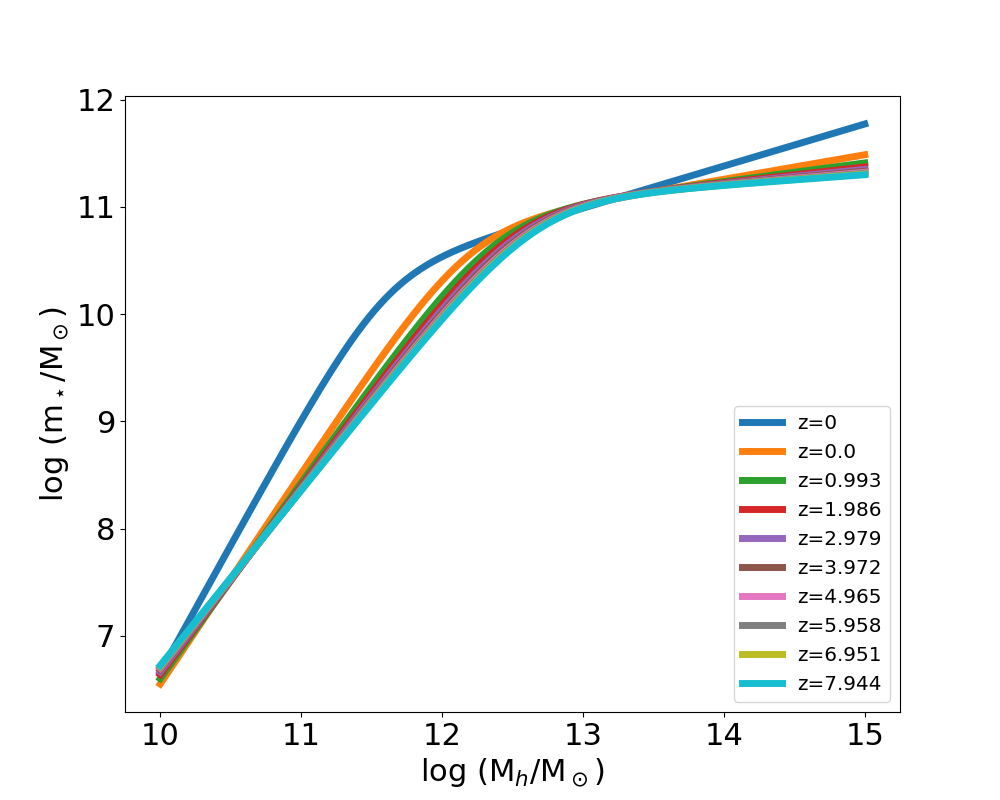 12
11
10
9
8
7
log (m⋆/M⊙)
10 11 12 13 14 15
log (Mₕ/M⊙)
z=0
z=0.0
z=0.993
z=1.986
z=2.979
z=3.972
z=4.965
z=5.958
z=6.951
z=7.944